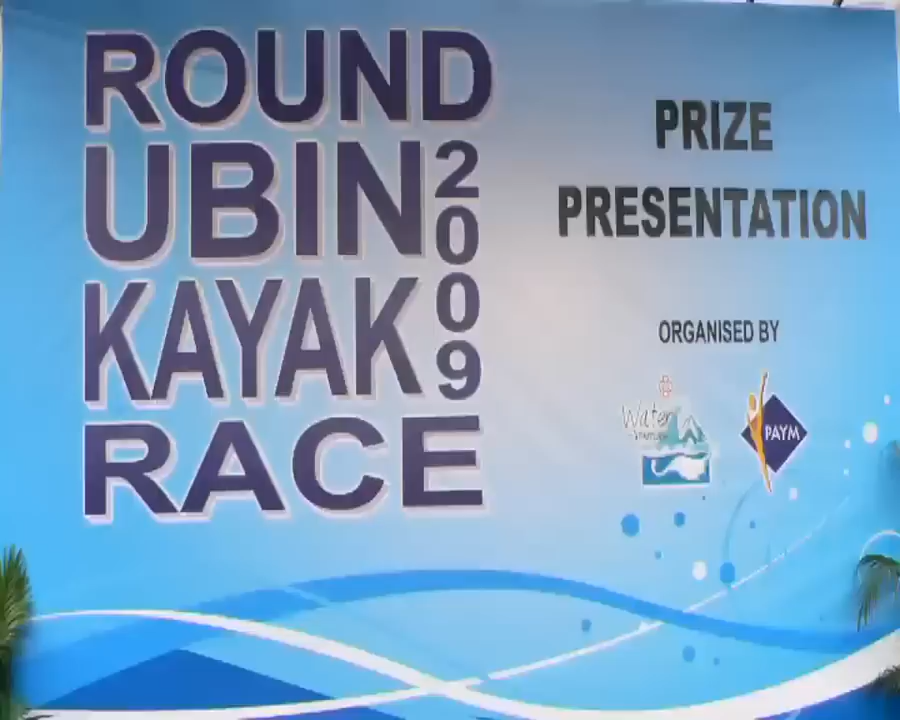 ROUND
UBIN
2009
KAYAK
RACE
PRIZE
PRESENTATION
ORGANISED BY
Water
PAYM